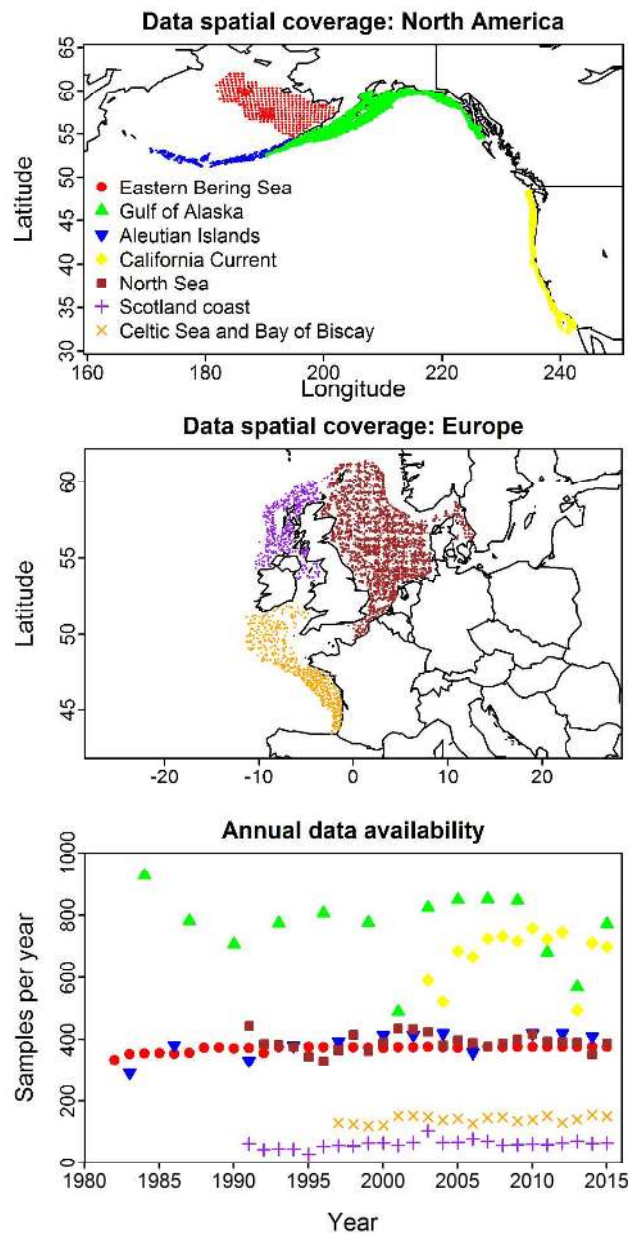 Data spatial coverage: North America
Latitude
65
60
55
50
45
40
35
30
Eastern Bering Sea
Gulf of Alaska
Aleutian Islands
California Current
North Sea
Scotland coast
Celtic Sea and Bay of Biscay
160 180 200 220 240
Longitude
Data spatial coverage: Europe
Latitude
60
55
50
45
-20 -10 0 10 20
Annual data availability
Samples per year
1000
800
600
400
200
0
1980 1985 1990 1995 2000 2005 2010 2015
Year